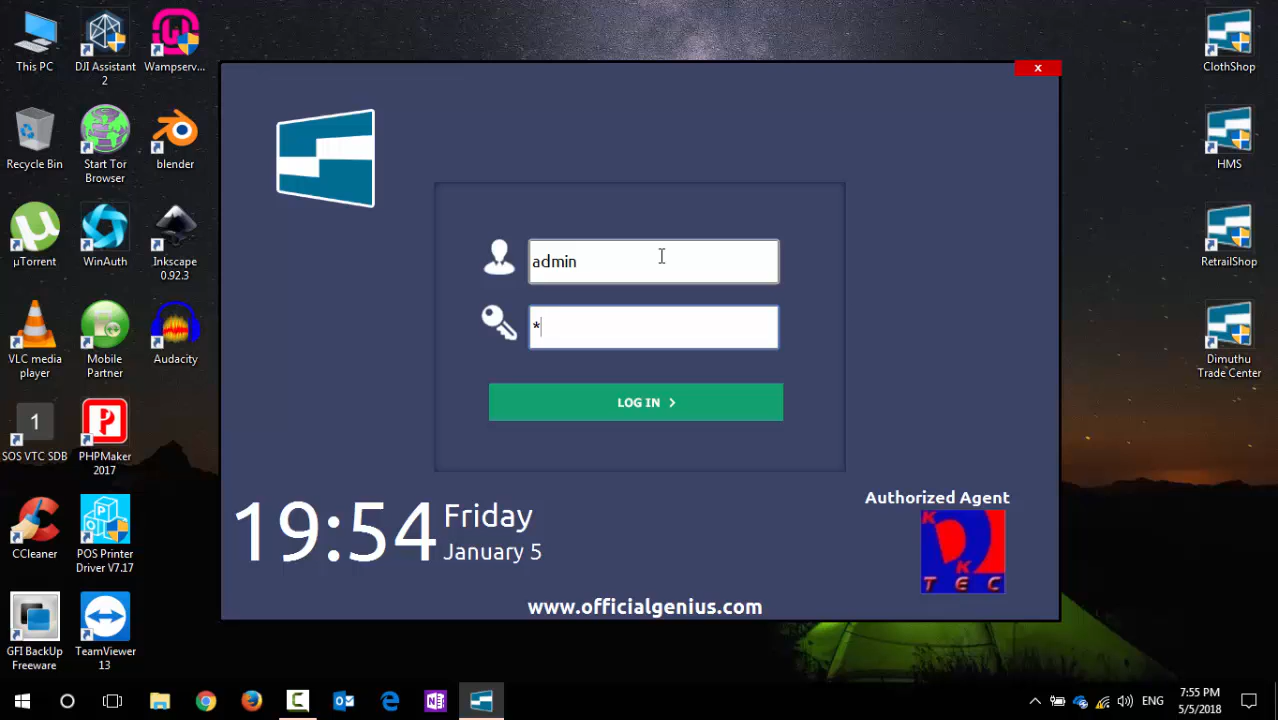 This PC
DJI Assistant
2
Wampserv...
Recycle Bin
Start Tor
Browser
blender
µTorrent
WinAuth
Inkscape
0.92.3
VLC media
player
Mobile
Partner
Audacity
1
SOS VTC SDB
PHPMaker
2017
CCleaner
POS
POS Printer
Driver V7.17
GFI BackUp
Freeware
TeamViewer
13
x
admin
*
LOG IN >
19:54
Friday
January 5
Authorized Agent
K
D
K
TEC
www.officialgenius.com
ClothShop
HMS
RetrailShop
Dimuthu
Trade Center
ENG
7:55 PM
5/5/2018